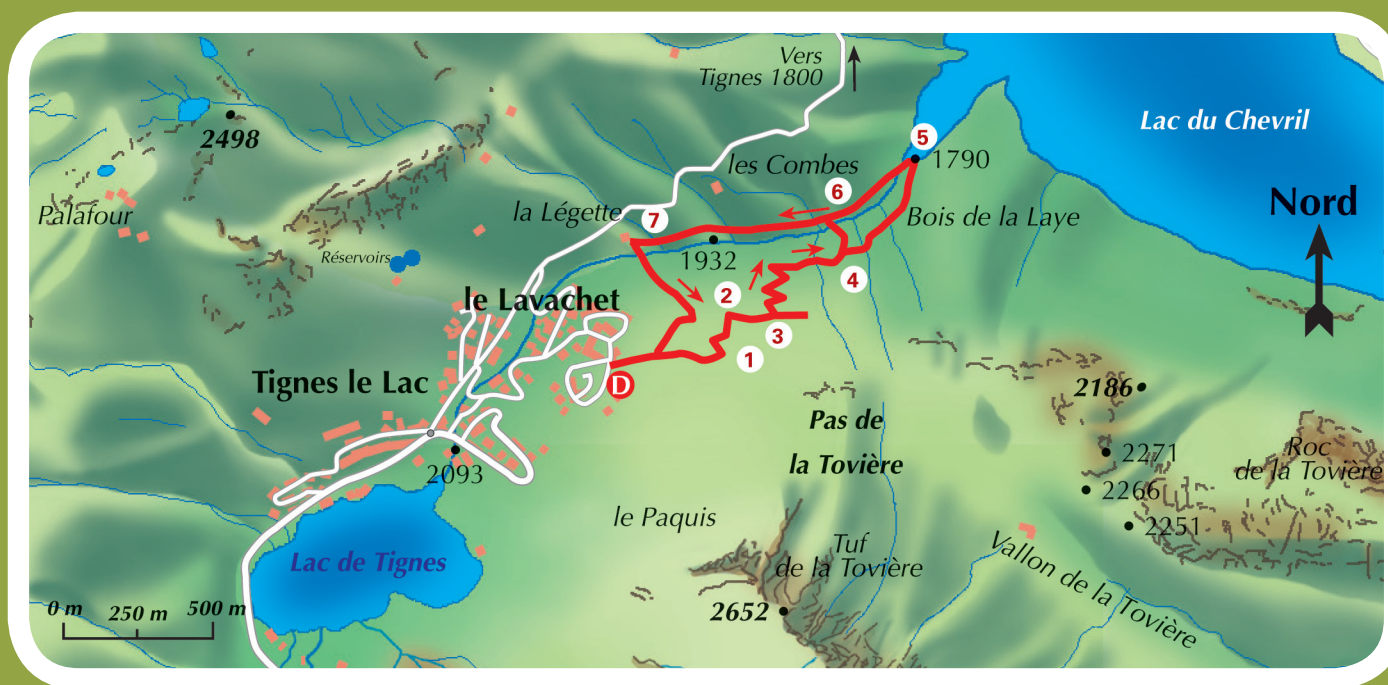 Vers
Tignes 1800
Lac du Chevril
2498
5
1790
les Combes
6
Nord
Palafour
la Légette
7
Bois de la Laye
Réservoirs
1932
4
2
le Lavachet
3
1
Tignes le Lac
D
2186
Pas de
la Tovière
2271
Roc
de la Tovière
2093
2266
2251
le Paquis
Tuf
de la Tovière
Vallon de la Tovière
Lac de Tignes
2652
0 m 250 m 500 m